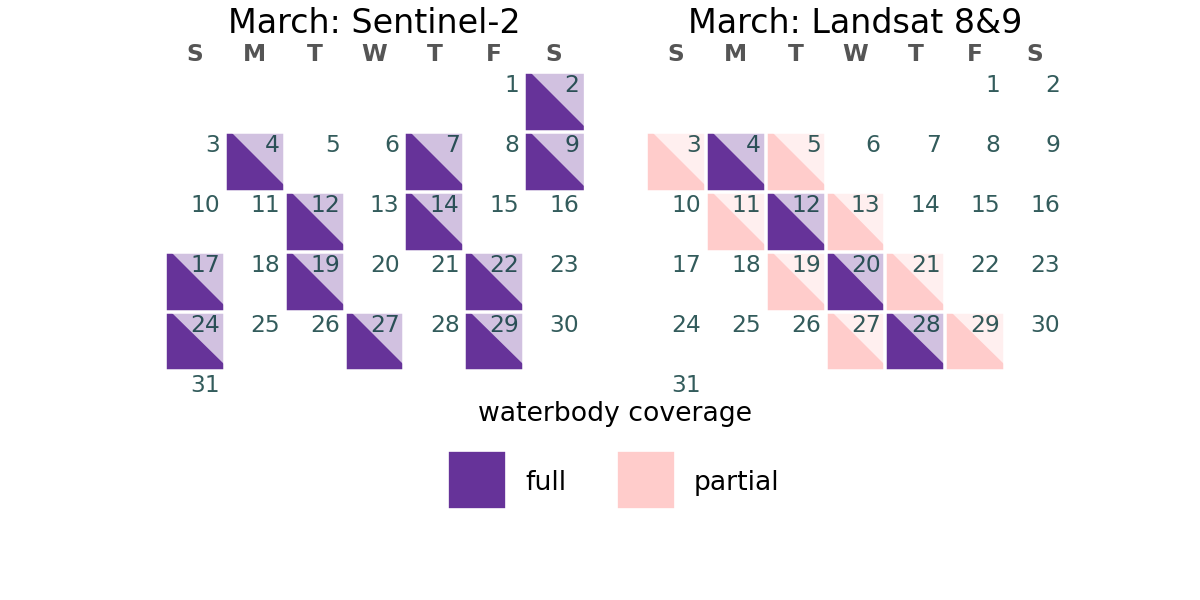 March: Sentinel-2
S M T W T F S
1 2
3 4 5 6 7 8 9
10 11 12 13 14 15 16
17 18 19 20 21 22 23
24 25 26 27 28 29 30
31
March: Landsat 8&9
S M T W T F S
1 2
3 4 5 6 7 8 9
10 11 12 13 14 15 16
17 18 19 20 21 22 23
24 25 26 27 28 29 30
31
waterbody coverage
full
partial